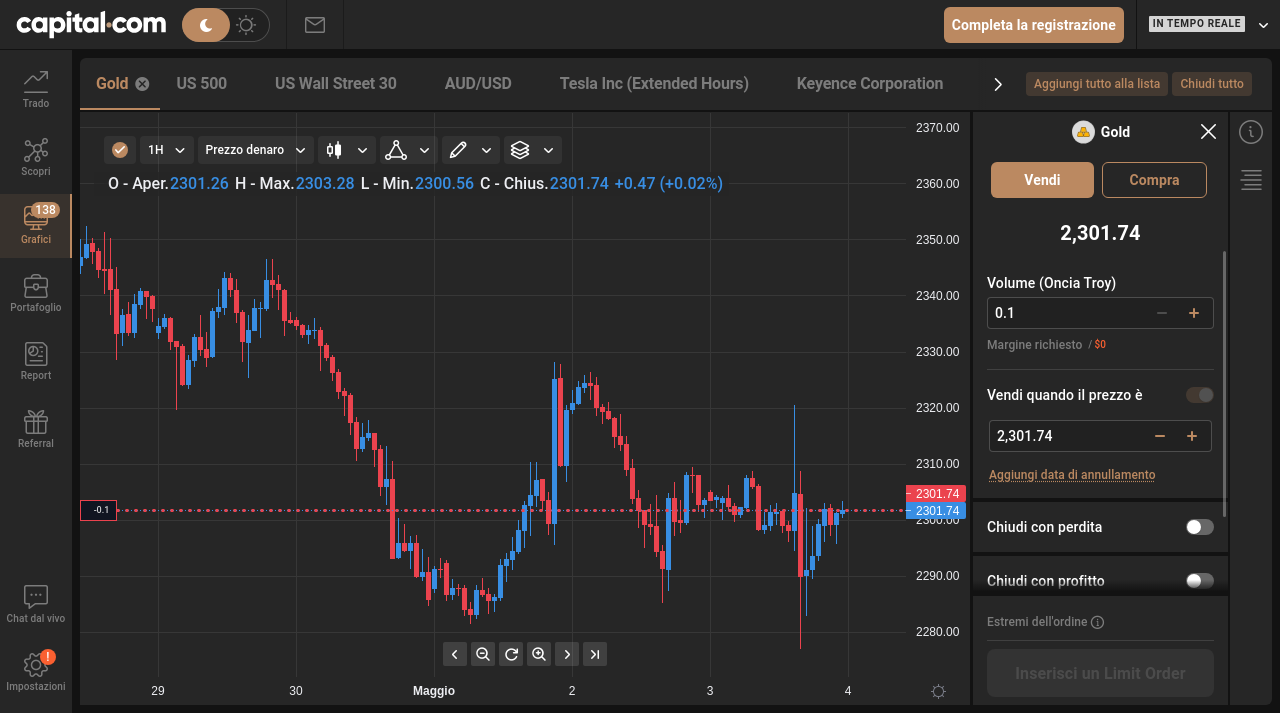 capital.com
Completa la registrazione
IN TEMPO REALE
Trado
Scopri
138
Grafici
Portafoglio
Report
Referral
Chat dal vivo
!
Impostazioni
Gold
US 500
US Wall Street 30
AUD/USD
Tesla Inc (Extended Hours)
Keyence Corporation
Aggiungi tutto alla lista
Chiudi tutto
1H
Prezzo denaro
O - Aper.2301.26 H - Max.2303.28 L - Min.2300.56 C - Chius.2301.74 +0.47 (+0.02%)
2370.00
2360.00
2350.00
2340.00
2330.00
2320.00
2310.00
2301.74
2301.74
2300.00
2290.00
2280.00
-0.1
29
30
Maggio
2
3
4
Gold
Vendi
Compra
2,301.74
Volume (Oncia Troy)
0.1
Margine richiesto / $0
Vendi quando il prezzo è
2,301.74
Aggiungi data di annullamento
Chiudi con perdita
Chiudi con profitto
Estremi dell'ordine
Inserisci un Limit Order